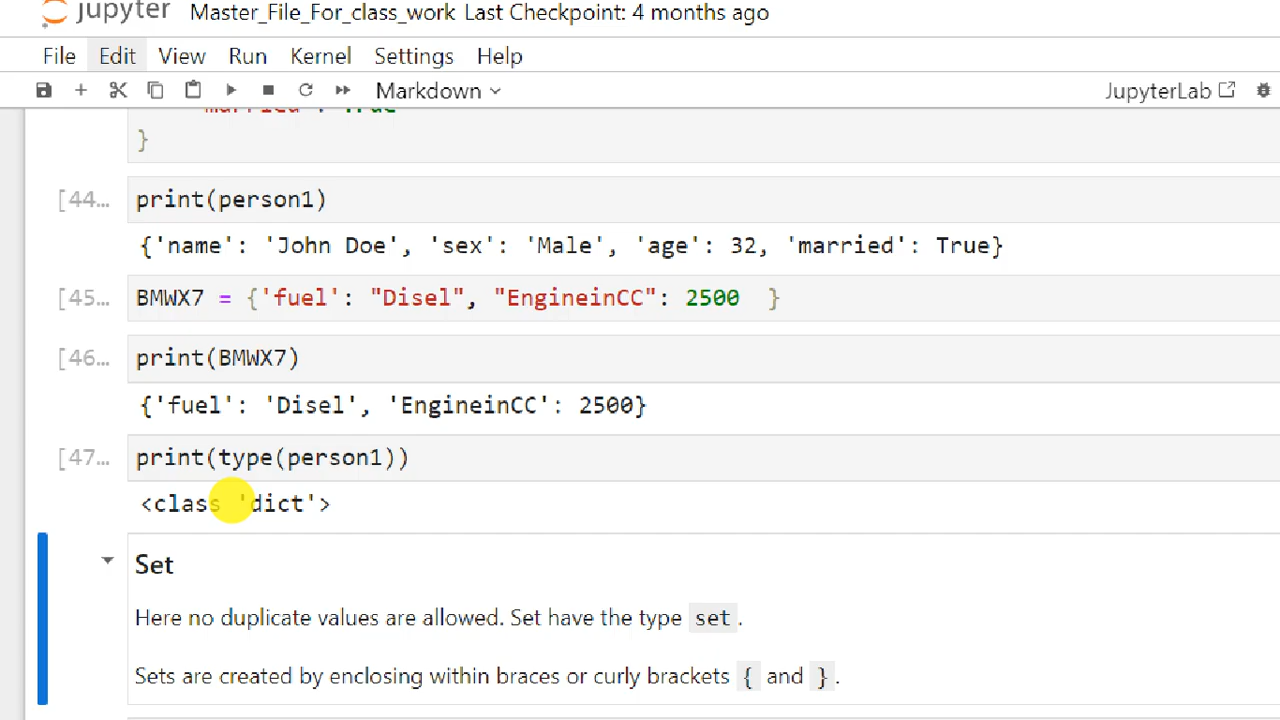 jupyter Master_File_For_class_work Last Checkpoint: 4 months ago
File Edit View Run Kernel Settings Help
Markdown JupyterLab
'married': True
}
[44... print(person1)
{'name': 'John Doe', 'sex': 'Male', 'age': 32, 'married': True}
[45... BMWX7 = {'fuel': "Disel", "EngineinCC": 2500 }
[46... print(BMWX7)
{'fuel': 'Disel', 'EngineinCC': 2500}
[47... print(type(person1))
<class 'dict'>
Set
Here no duplicate values are allowed. Set have the type set.
Sets are created by enclosing within braces or curly brackets { and }.